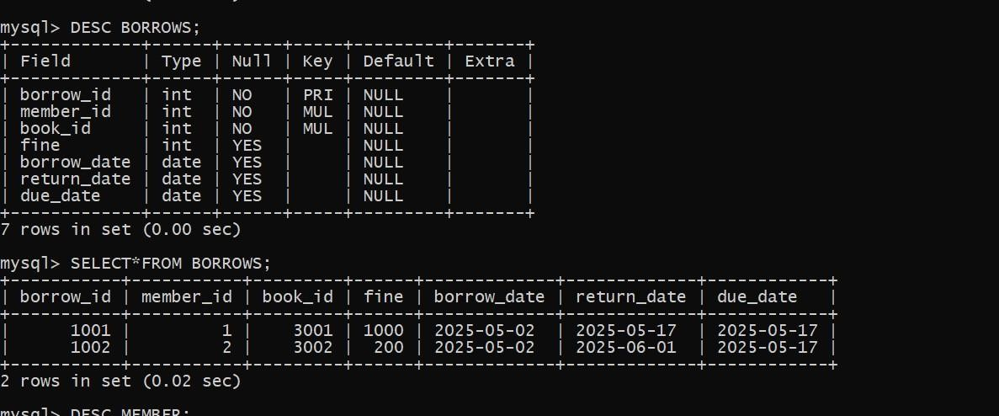 mysql> DESC BORROWS;
+-------------+------+------+-----+---------+-------+
| Field       | Type | Null | Key | Default | Extra |
+-------------+------+------+-----+---------+-------+
| borrow_id   | int  | NO   | PRI | NULL    |       |
| member_id   | int  | NO   | MUL | NULL    |       |
| book_id     | int  | NO   | MUL | NULL    |       |
| fine        | int  | YES  |     | NULL    |       |
| borrow_date | date | YES  |     | NULL    |       |
| return_date | date | YES  |     | NULL    |       |
| due_date    | date | YES  |     | NULL    |       |
+-------------+------+------+-----+---------+-------+
7 rows in set (0.00 sec)
mysql> SELECT*FROM BORROWS;
+-----------+-----------+---------+------+-------------+-------------+------------+
| borrow_id | member_id | book_id | fine | borrow_date | return_date | due_date   |
+-----------+-----------+---------+------+-------------+-------------+------------+
|      1001 |         1 |    3001 | 1000 | 2025-05-02  | 2025-05-17  | 2025-05-17 |
|      1002 |         2 |    3002 |  200 | 2025-05-02  | 2025-06-01  | 2025-05-17 |
+-----------+-----------+---------+------+-------------+-------------+------------+
2 rows in set (0.02 sec)
mysql> DESC MEMBER;